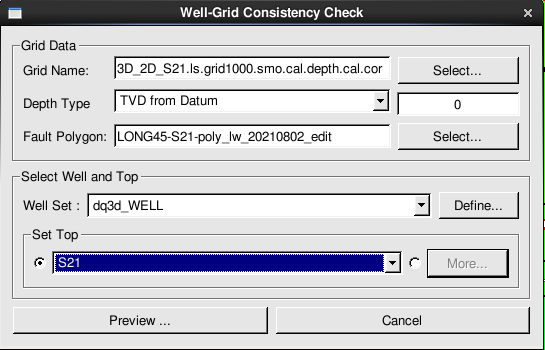 Well-Grid Consistency Check
Grid Data
Grid Name: 3D_2D_S21.ls.grid1000.smo.cal.depth.cal.cor Select...
Depth Type TVD from Datum 0
Fault Polygon: LONG45-S21-poly_lw_20210802_edit Select...
Select Well and Top
Well Set : dq3d_WELL Define...
Set Top
S21 More...
Preview ... Cancel